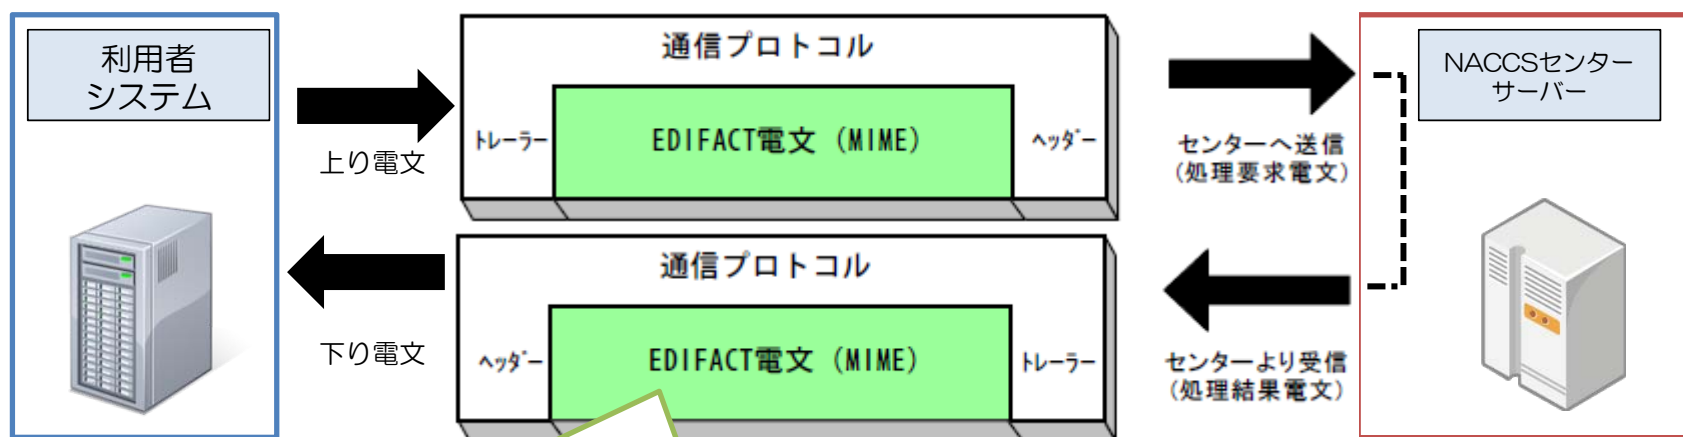 利用者
システム
上り電文
通信プロトコル
ﾄﾚｰﾗｰ
EDIFACT電文（MIME）
ﾍｯﾀﾞｰ
センターへ送信
(処理要求電文)
NACCSセンター
サーバー
下り電文
通信プロトコル
ﾍｯﾀﾞｰ
EDIFACT電文（MIME）
ﾄﾚｰﾗｰ
センターより受信
(処理結果電文)